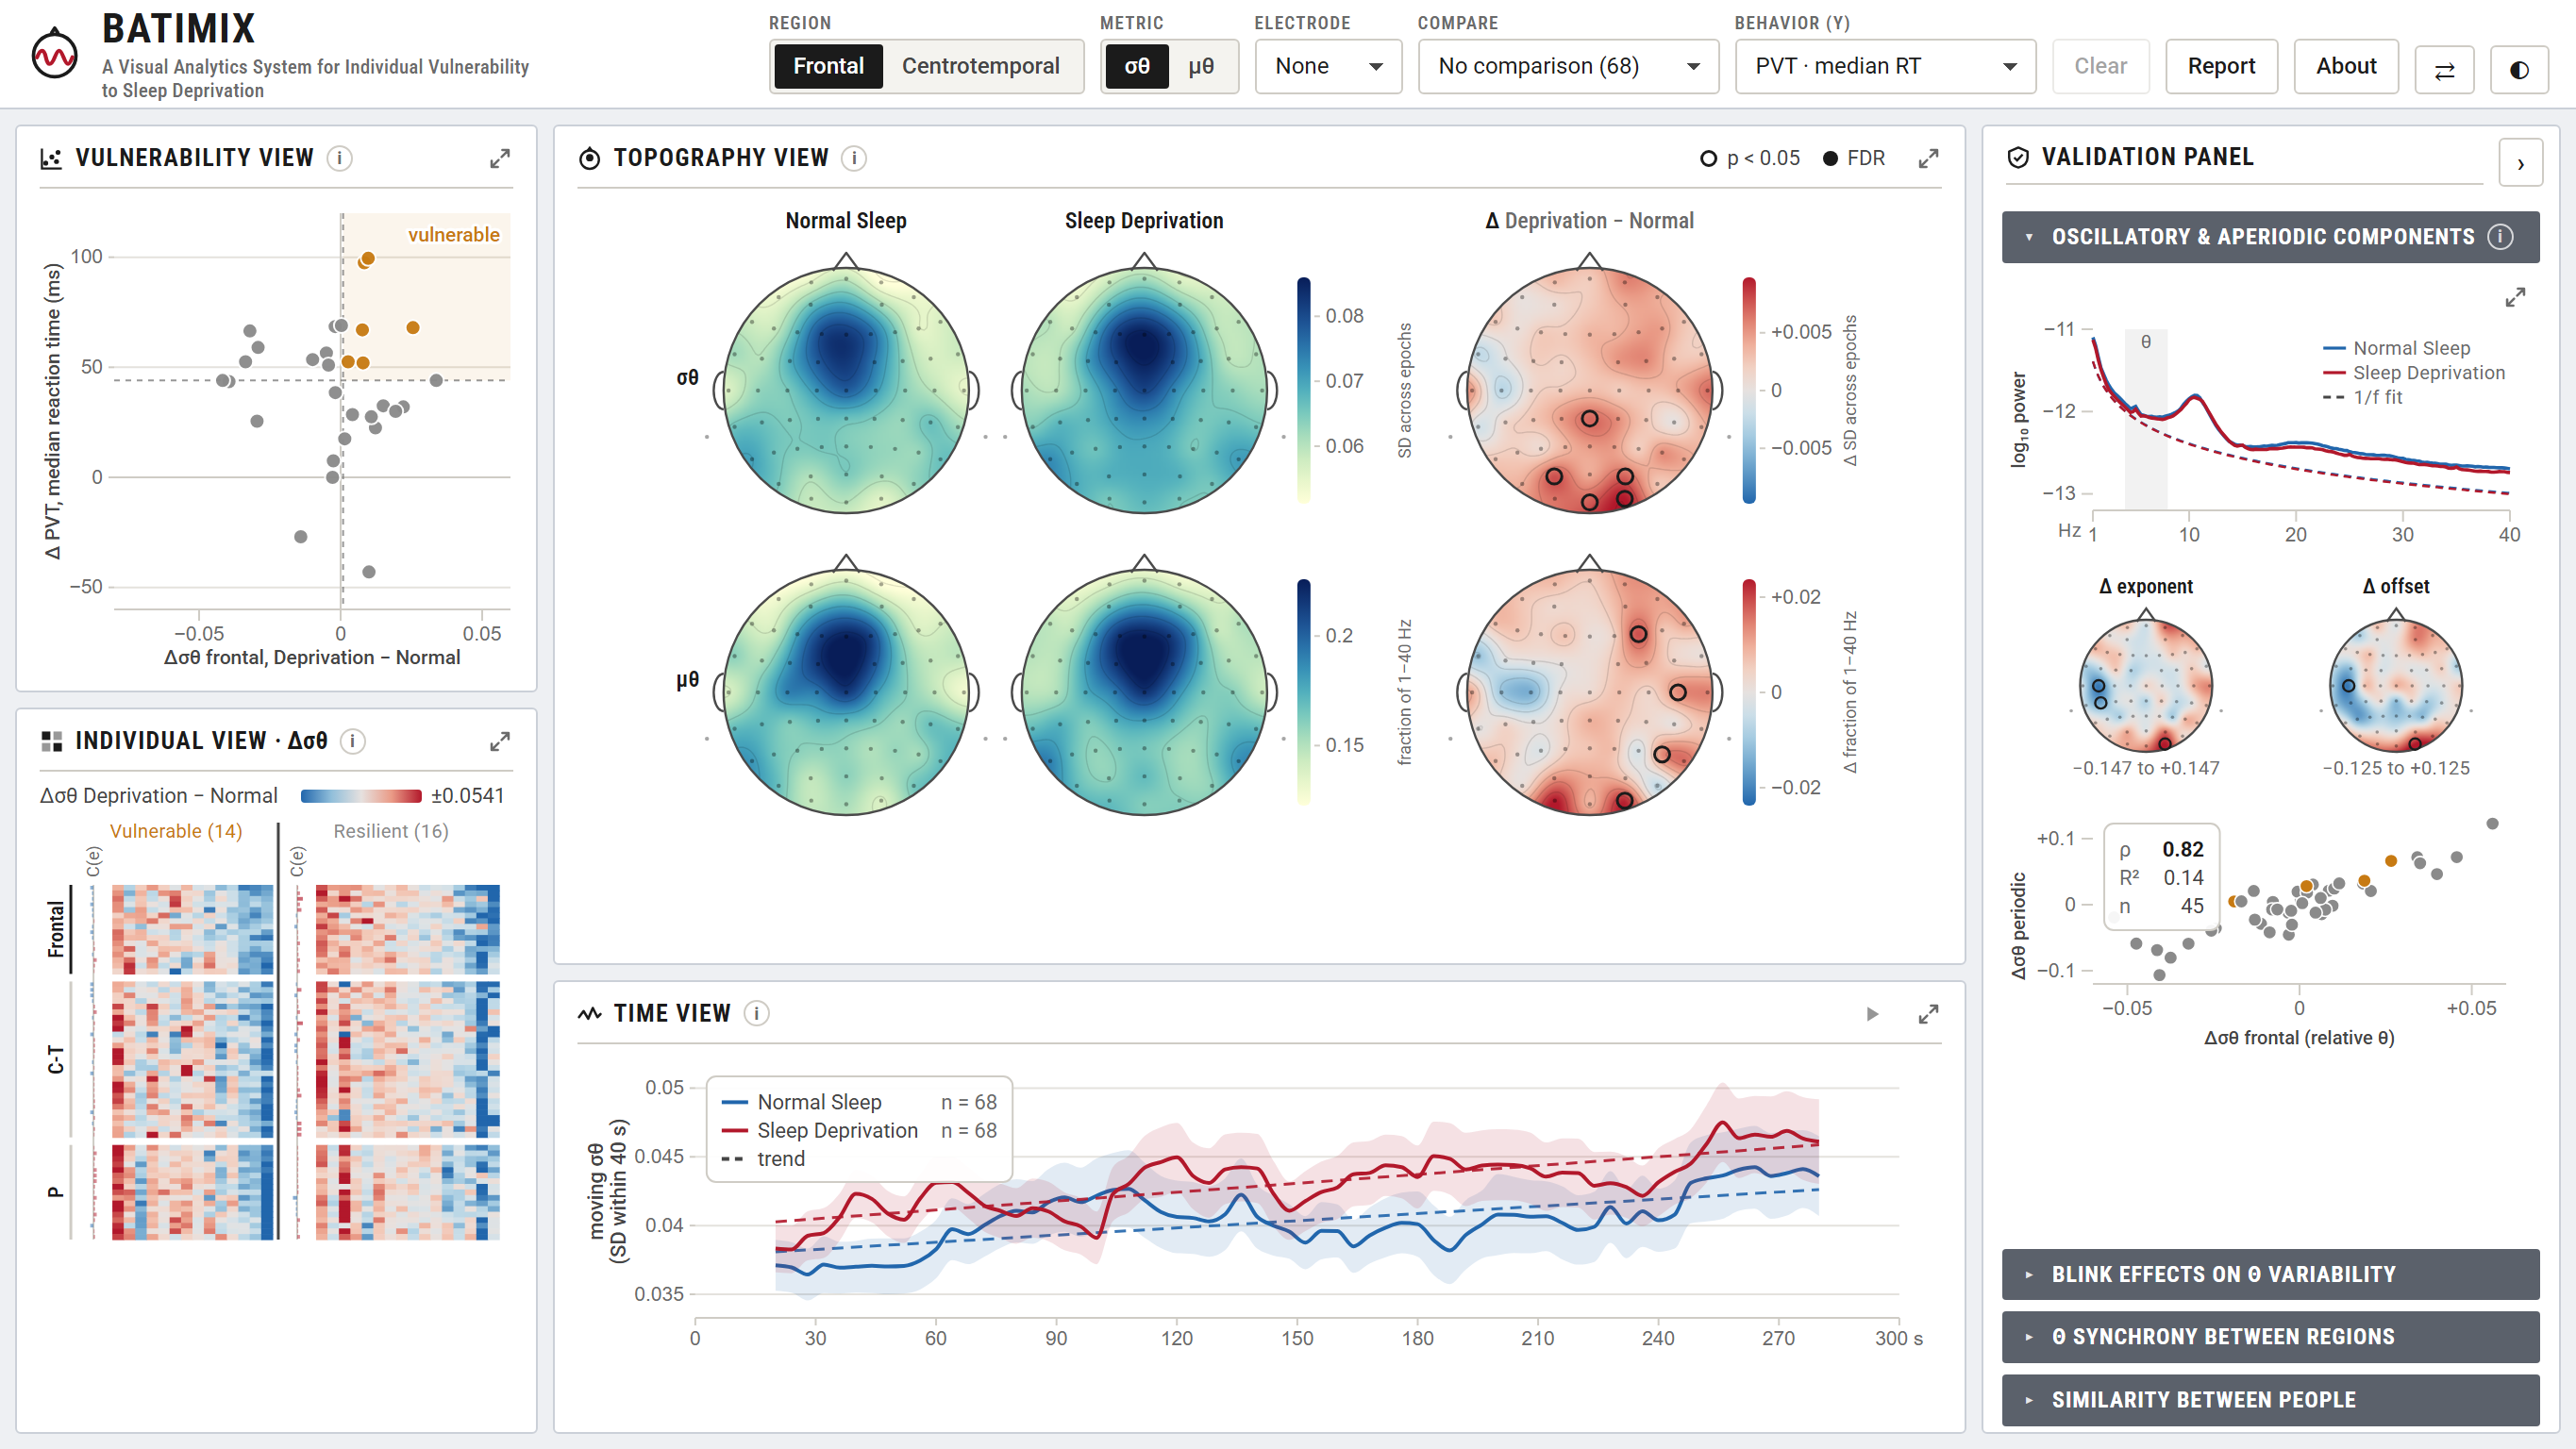 BATIMIX
A Visual Analytics System for Individual Vulnerability
to Sleep Deprivation
REGION
Frontal Centrotemporal
METRIC
σθ μθ
ELECTRODE
None
COMPARE
No comparison (68)
BEHAVIOR (Y)
PVT · median RT
Clear
Report
About
VULNERABILITY VIEW i
vulnerable
100
50
0
−50
Δ PVT, median reaction time (ms)
−0.05 0 0.05
Δσθ frontal, Deprivation − Normal
INDIVIDUAL VIEW · Δσθ i
Δσθ Deprivation − Normal ±0.0541
Vulnerable (14) Resilient (16)
C(e) C(e)
Frontal
C-T
P
TOPOGRAPHY VIEW i
p < 0.05 FDR
Normal Sleep Sleep Deprivation Δ Deprivation − Normal
σθ
0.08
0.07
0.06
SD across epochs
+0.005
0
−0.005
Δ SD across epochs
μθ
0.2
0.15
fraction of 1–40 Hz
+0.02
0
−0.02
Δ fraction of 1–40 Hz
TIME VIEW i
Normal Sleep n = 68
Sleep Deprivation n = 68
trend
0.05
0.045
0.04
0.035
moving σθ
(SD within 40 s)
0 30 60 90 120 150 180 210 240 270 300 s
VALIDATION PANEL
›
OSCILLATORY & APERIODIC COMPONENTS i
−11
−12
−13
log₁₀ power
θ
Normal Sleep
Sleep Deprivation
1/f fit
Hz 1 10 20 30 40
Δ exponent Δ offset
−0.147 to +0.147 −0.125 to +0.125
ρ 0.82
R² 0.14
n 45
+0.1
0
−0.1
Δσθ periodic
−0.05 0 +0.05
Δσθ frontal (relative θ)
BLINK EFFECTS ON Θ VARIABILITY
Θ SYNCHRONY BETWEEN REGIONS
SIMILARITY BETWEEN PEOPLE